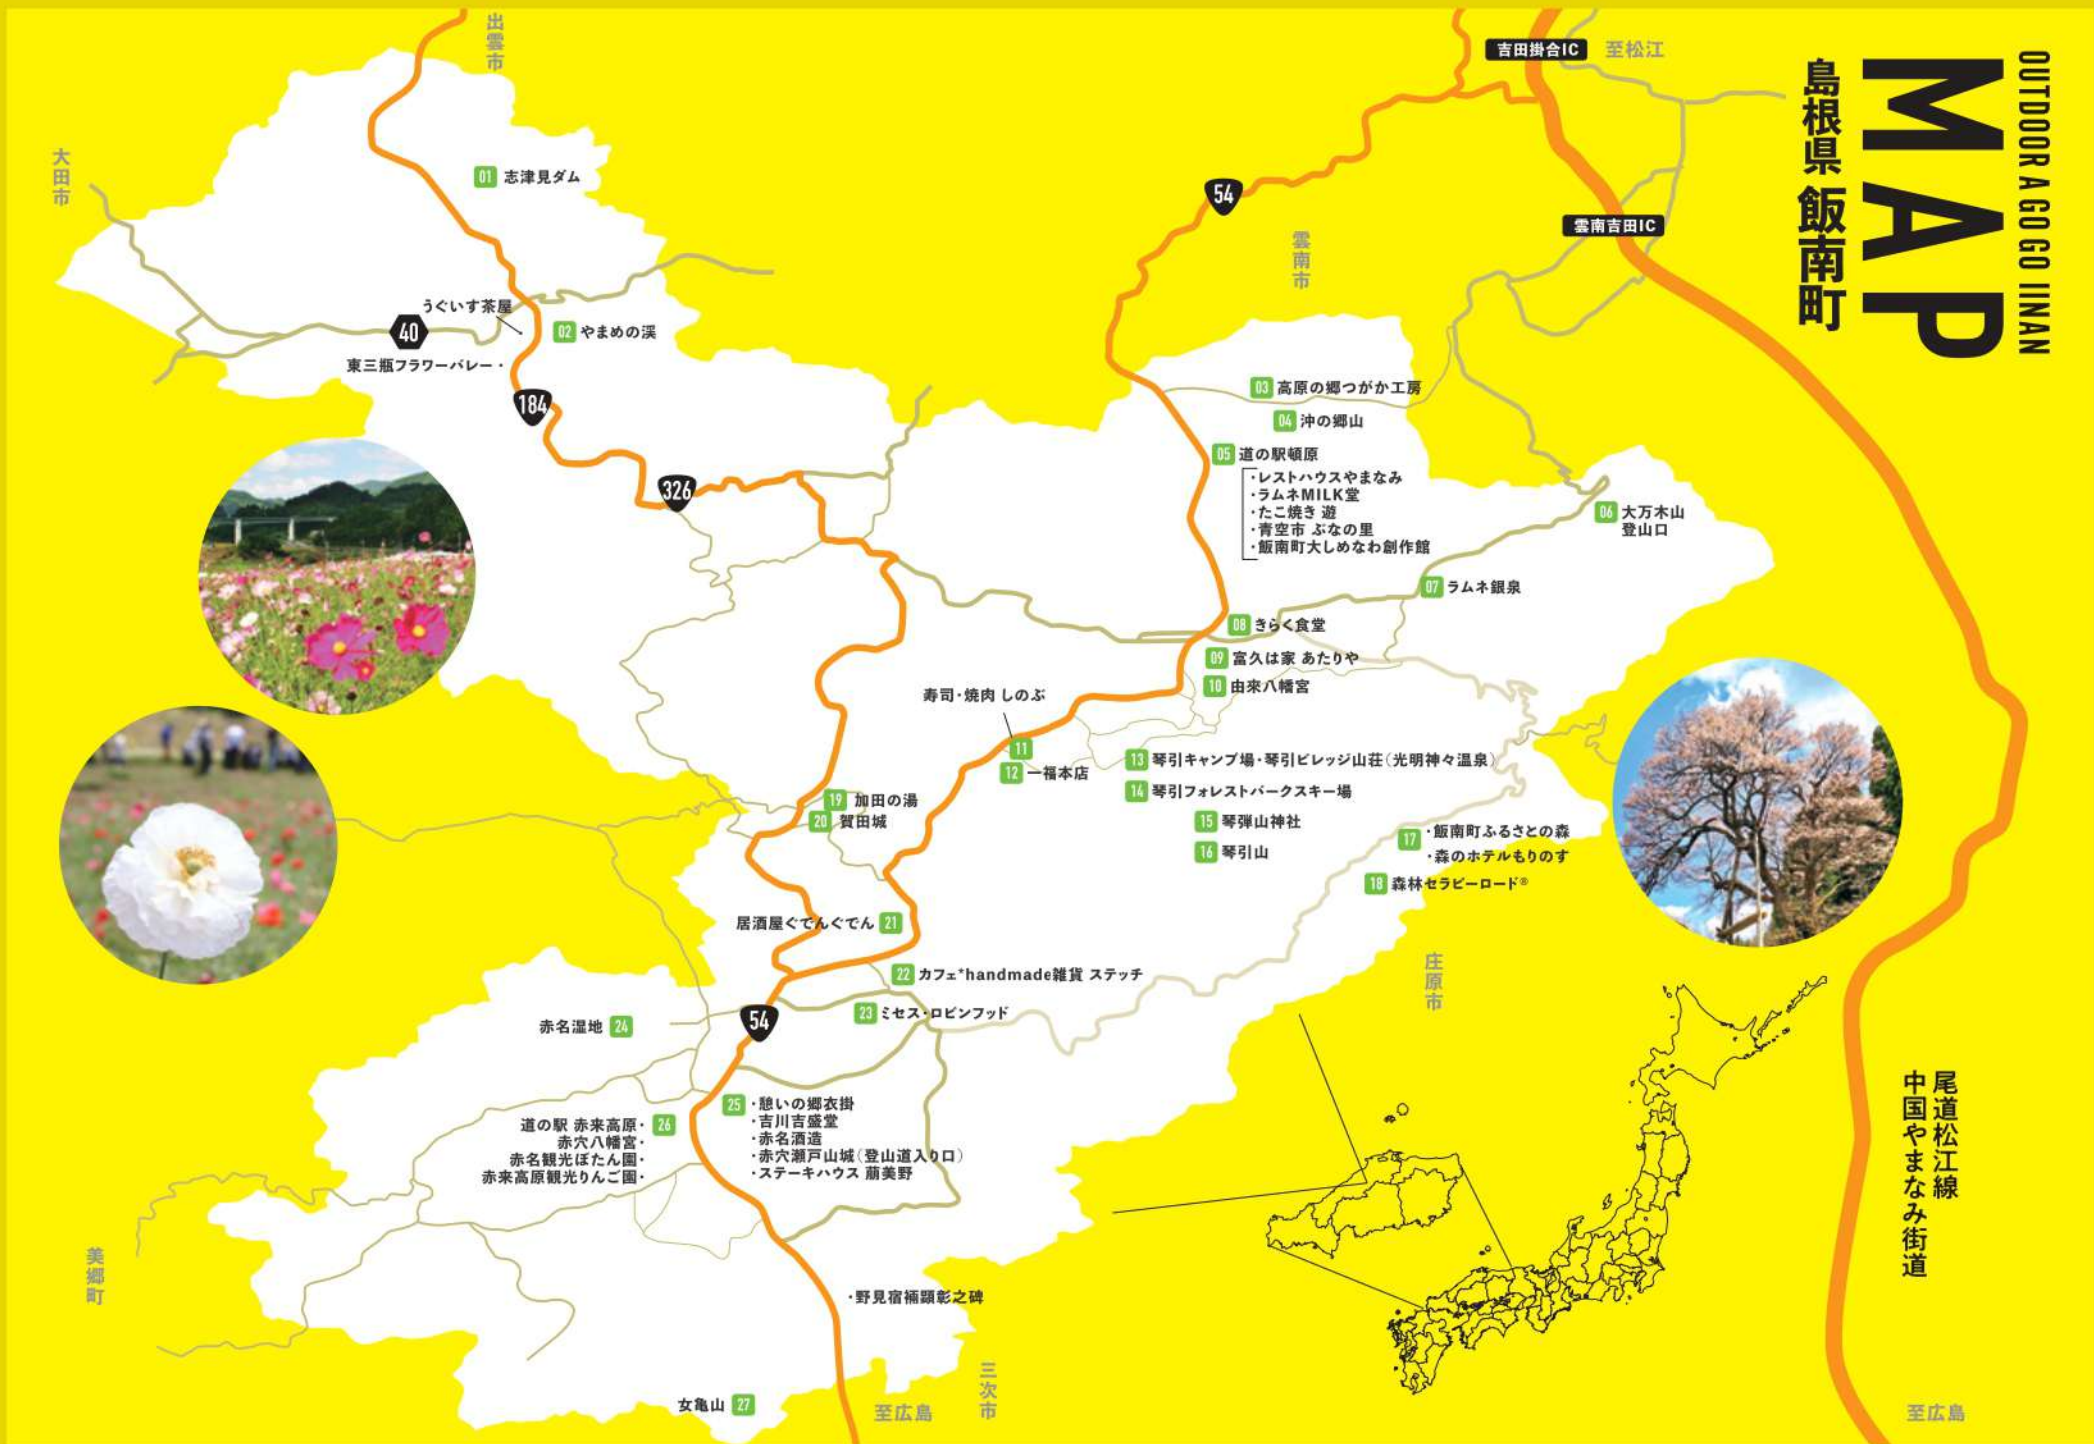 OUTDOOR A GO GO IINAN
MAP
島根県 飯南町
出雲市
大田市
雲南市
庄原市
三次市
美郷町
吉田掛合IC
至松江
雲南吉田IC
尾道松江線
中国やまなみ街道
至広島
至広島
54
40
184
326
54
01 志津見ダム
うぐいす茶屋
02 やまめの渓
東三瓶フラワーバレー・
03 高原の郷つがか工房
04 沖の郷山
05 道の駅頓原
・レストハウスやまなみ
・ラムネMILK堂
・たこ焼き 遊
・青空市 ぶなの里
・飯南町大しめなわ創作館
06 大万木山
登山口
07 ラムネ銀泉
08 きらく食堂
09 富久は家 あたりや
10 由來八幡宮
寿司・焼肉 しのぶ
11
12 一福本店
13 琴引キャンプ場・琴引ビレッジ山荘(光明神々温泉)
14 琴引フォレストパークスキー場
15 琴弾山神社
16 琴引山
17 ・飯南町ふるさとの森
・森のホテルもりのす
18 森林セラピーロード®
19 加田の湯
20 賀田城
居酒屋ぐでんぐでん 21
22 カフェ*handmade雑貨 ステッチ
23 ミセス・ロビンフッド
赤名湿地 24
25 ・憩いの郷衣掛
・吉川吉盛堂
・赤名酒造
・赤穴瀬戸山城(登山道入り口)
・ステーキハウス 萠美野
道の駅 赤来高原・ 26
赤穴八幡宮・
赤名観光ぼたん園・
赤来高原観光りんご園・
・野見宿禰顕彰之碑
女亀山 27